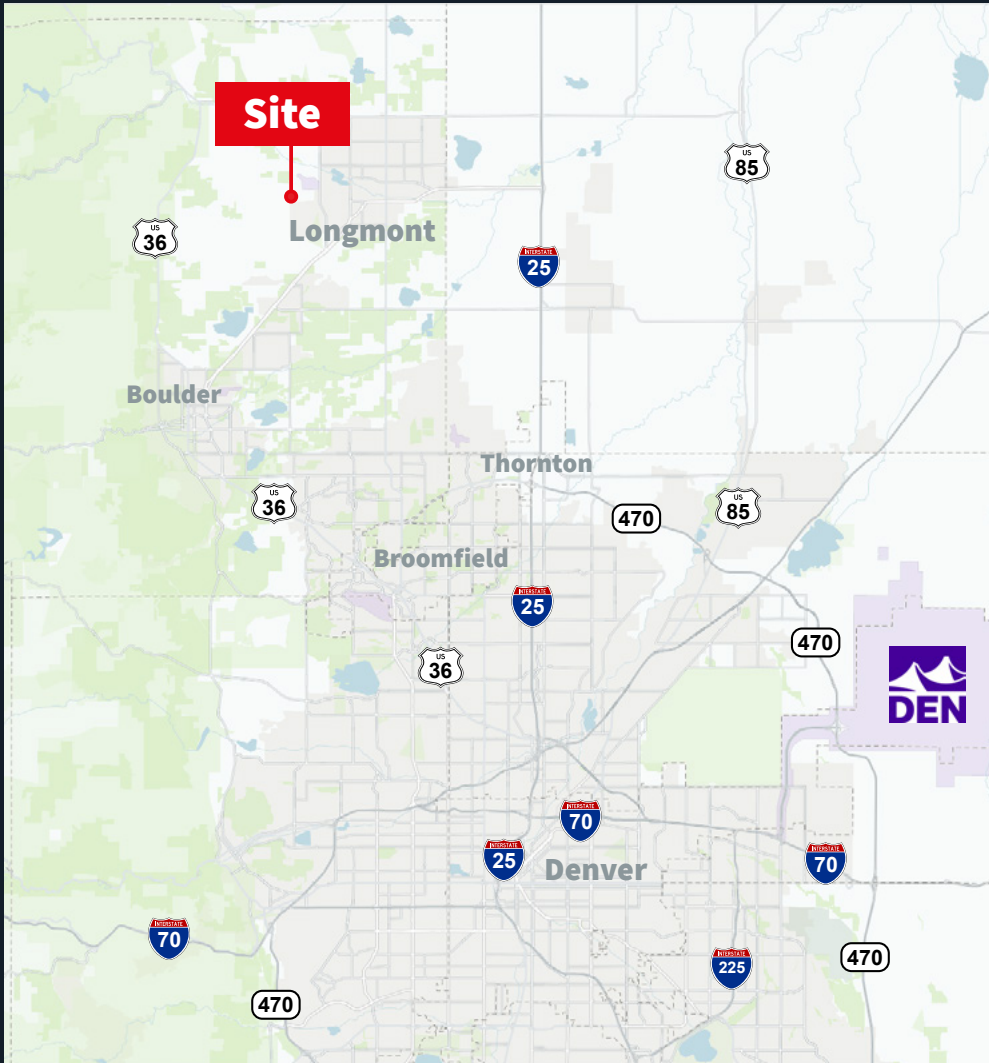 Site
US
85
US
36
Longmont
INTERSTATE
25
Boulder
Thornton
US
36
US
85
470
Broomfield
INTERSTATE
25
470
US
36
DEN
INTERSTATE
70
INTERSTATE
25
Denver
INTERSTATE
70
INTERSTATE
70
INTERSTATE
225
470
470